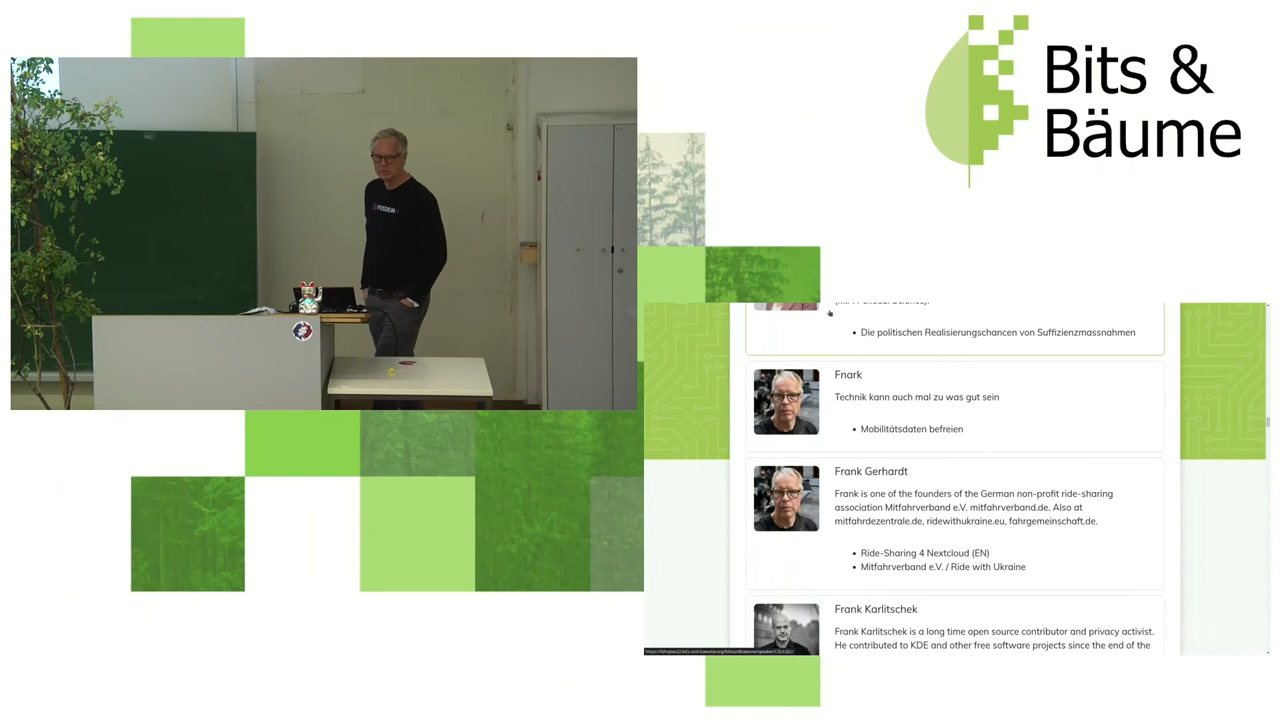 Bits &
Bäume
FOSDEM
• Die politischen Realisierungschancen von Suffizienzmassnahmen
Fnark
Technik kann auch mal zu was gut sein
• Mobilitätsdaten befreien
Frank Gerhardt
Frank is one of the founders of the German non-profit ride-sharing
association Mitfahrverband e.V. mitfahrverband.de. Also at
mitfahrdezentrale.de, ridewithukraine.eu, fahrgemeinschaft.de.
• Ride-Sharing 4 Nextcloud (EN)
• Mitfahrverband e.V. / Ride with Ukraine
Frank Karlitschek
Frank Karlitschek is a long time open source contributor and privacy activist.
He contributed to KDE and other free software projects since the end of the